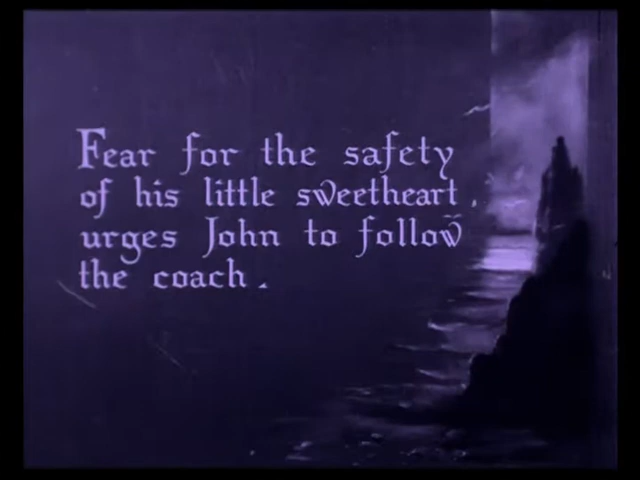 Fear for the safety
of his little sweetheart
urges John to follow
the coach.